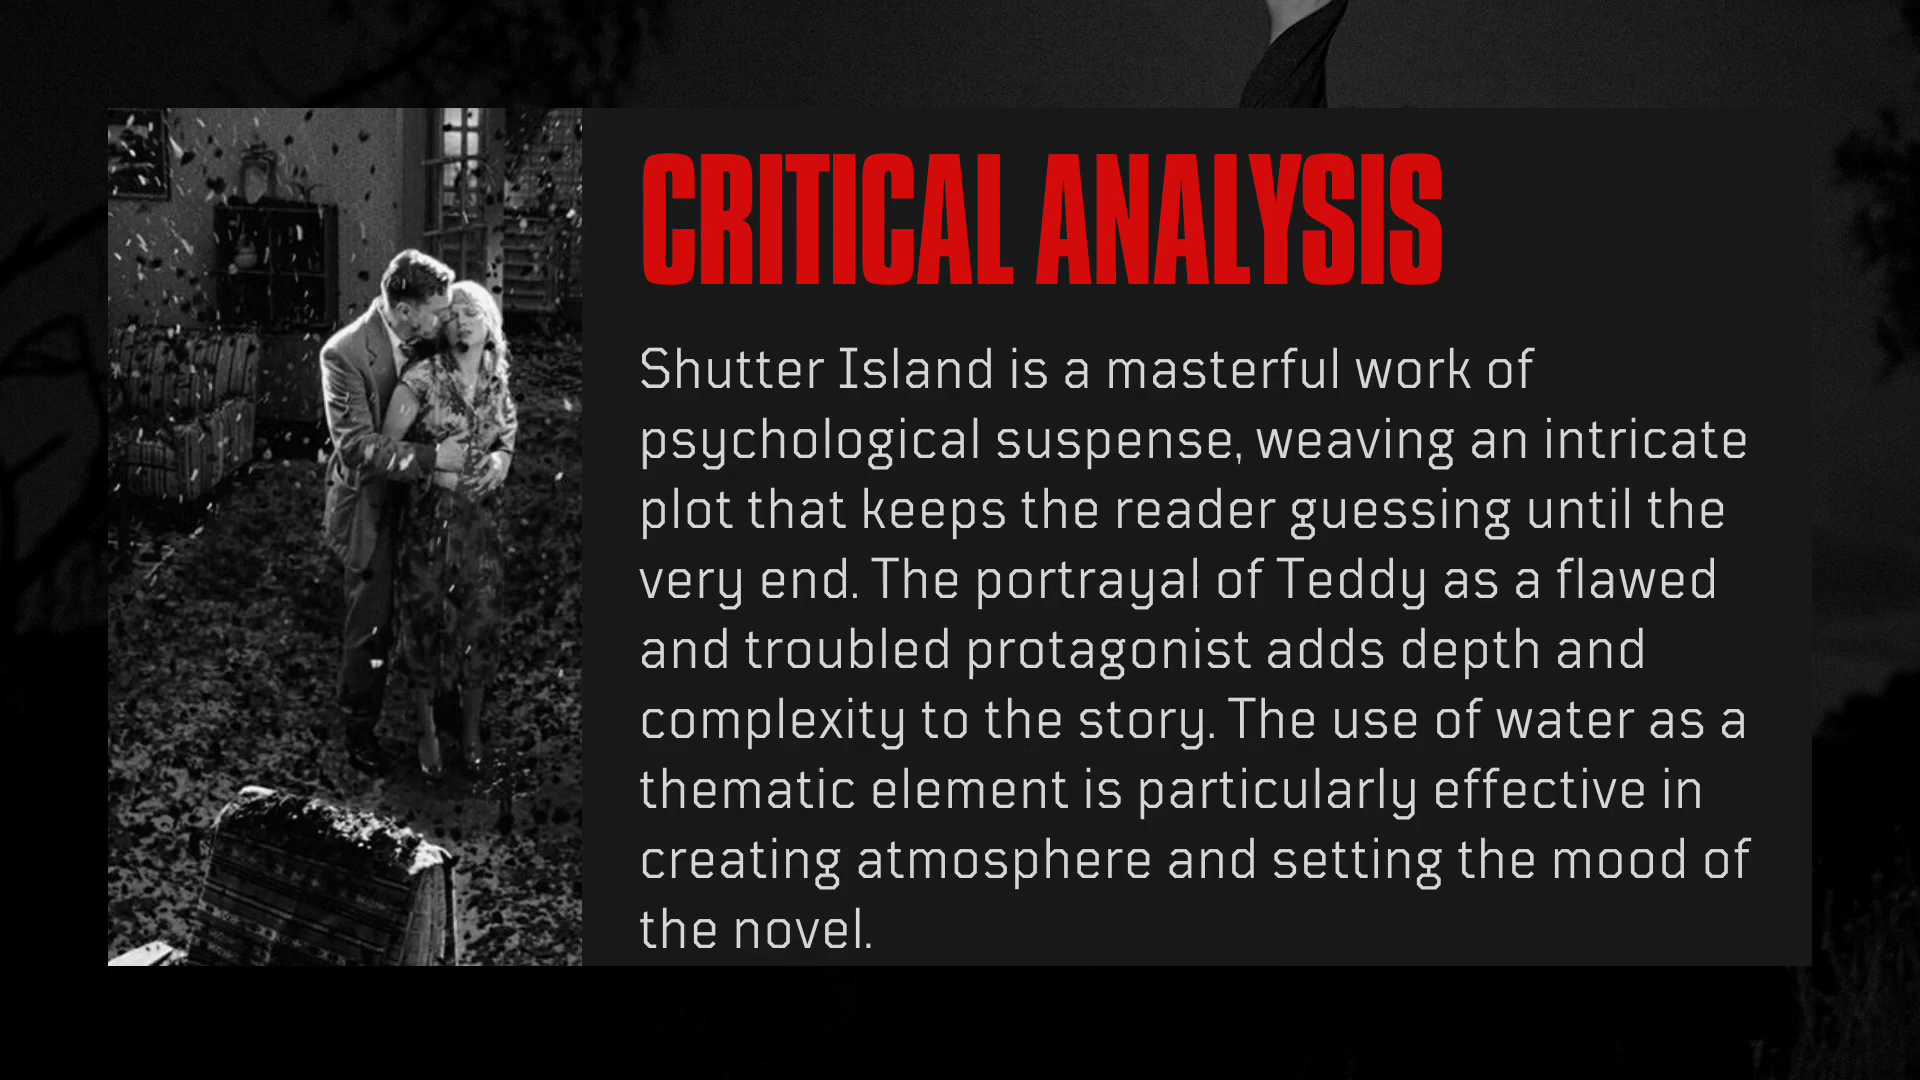 CRITICAL ANALYSIS
Shutter Island is a masterful work of
psychological suspense, weaving an intricate
plot that keeps the reader guessing until the
very end. The portrayal of Teddy as a flawed
and troubled protagonist adds depth and
complexity to the story. The use of water as a
thematic element is particularly effective in
creating atmosphere and setting the mood of
the novel.